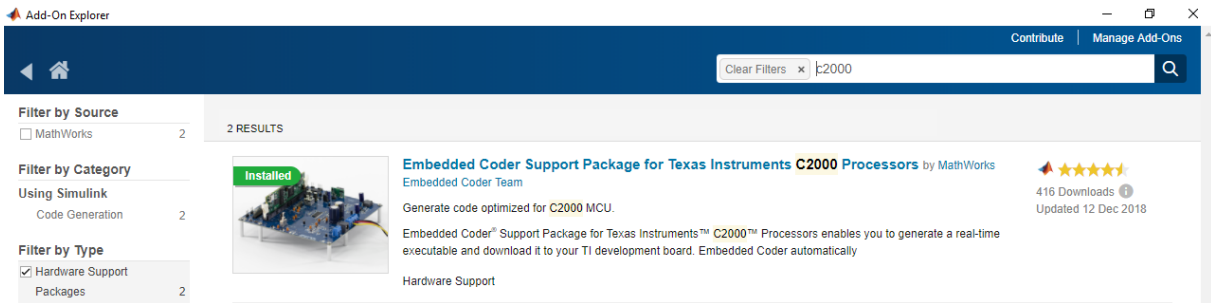 Add-On Explorer
Contribute | Manage Add-Ons
Clear Filters × c2000
Filter by Source
MathWorks 2
Filter by Category
Using Simulink
Code Generation 2
Filter by Type
Hardware Support
Packages 2
2 RESULTS
Installed
Embedded Coder Support Package for Texas Instruments C2000 Processors by MathWorks
Embedded Coder Team
Generate code optimized for C2000 MCU.
Embedded Coder® Support Package for Texas Instruments™ C2000™ Processors enables you to generate a real-time
executable and download it to your TI development board. Embedded Coder automatically
Hardware Support
416 Downloads
Updated 12 Dec 2018